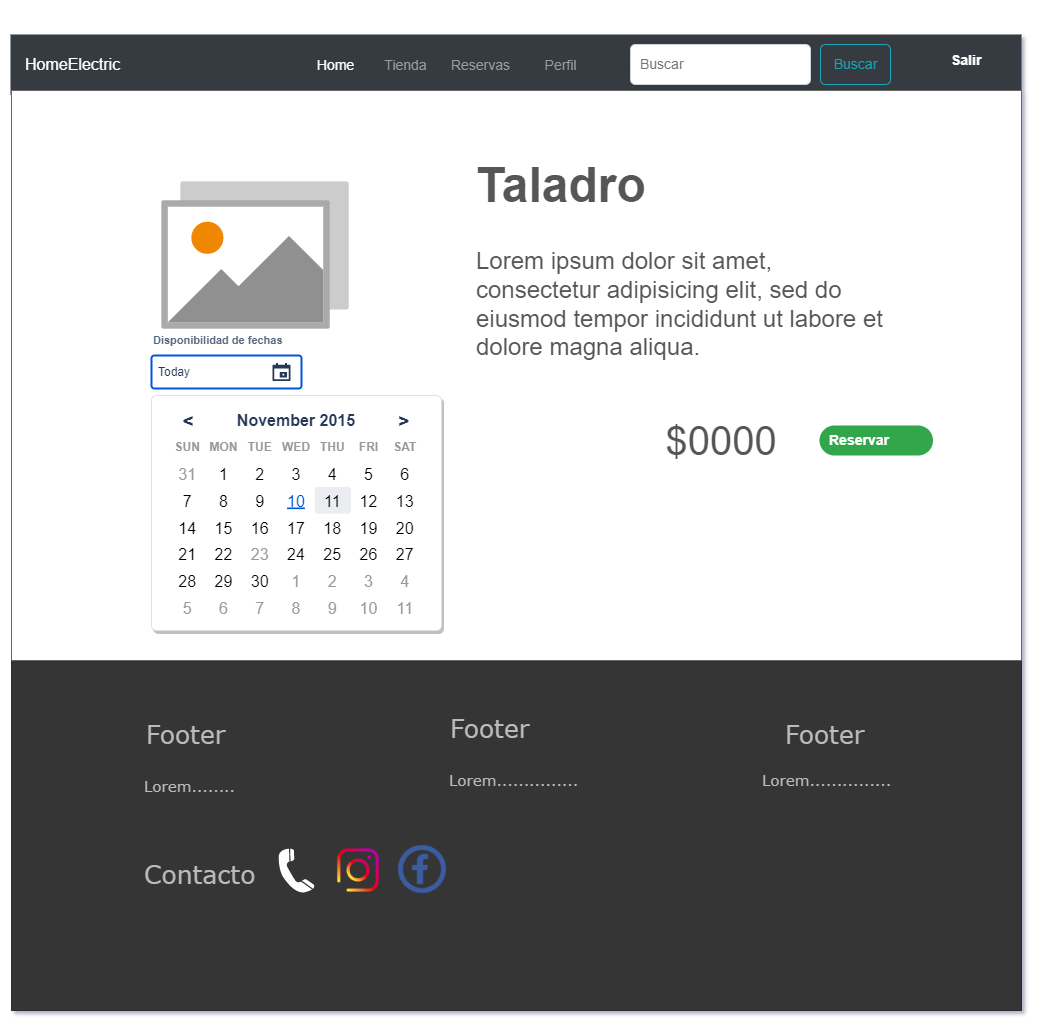 HomeElectric Home Tienda Reservas Perfil Buscar Buscar Salir
Taladro
Lorem ipsum dolor sit amet,
consectetur adipisicing elit, sed do
eiusmod tempor incididunt ut labore et
dolore magna aliqua.
Disponibilidad de fechas
Today
< November 2015 >
SUN MON TUE WED THU FRI SAT
31 1 2 3 4 5 6
7 8 9 10 11 12 13
14 15 16 17 18 19 20
21 22 23 24 25 26 27
28 29 30 1 2 3 4
5 6 7 8 9 10 11
$0000 Reservar
Footer Footer Footer
Lorem........ Lorem............... Lorem...............
Contacto